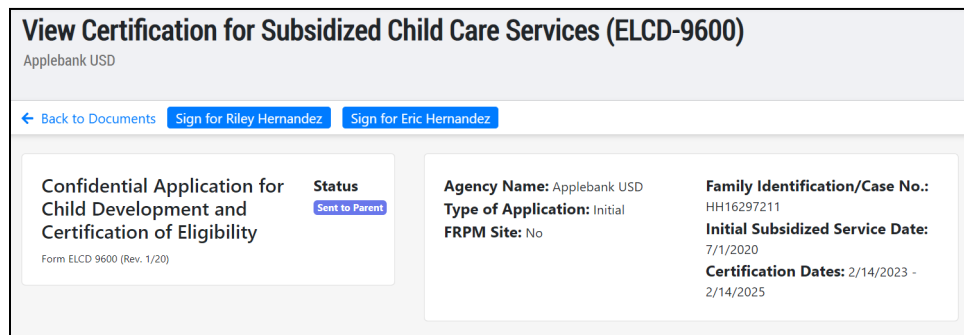 View Certification for Subsidized Child Care Services (ELCD-9600)
Applebank USD
← Back to Documents Sign for Riley Hernandez Sign for Eric Hernandez
Confidential Application for
Child Development and
Certification of Eligibility
Form ELCD 9600 (Rev. 1/20)
Status
Sent to Parent
Agency Name: Applebank USD
Type of Application: Initial
FRPM Site: No
Family Identification/Case No.:
HH16297211
Initial Subsidized Service Date:
7/1/2020
Certification Dates: 2/14/2023 -
2/14/2025